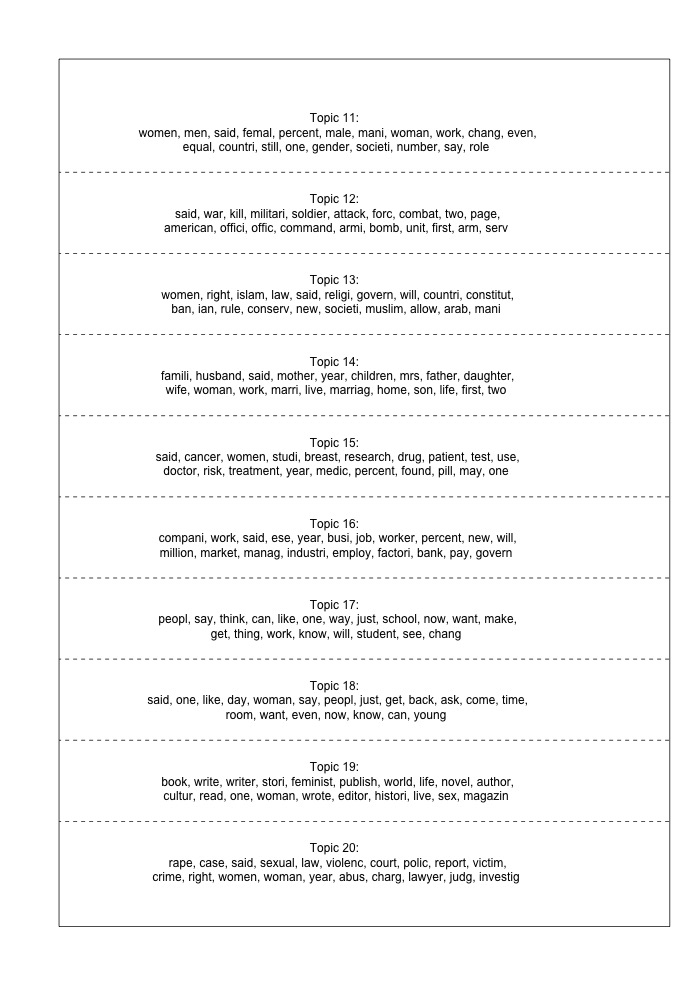 Topic 11:
women, men, said, femal, percent, male, mani, woman, work, chang, even,
equal, countri, still, one, gender, societi, number, say, role
Topic 12:
said, war, kill, militari, soldier, attack, forc, combat, two, page,
american, offici, offic, command, armi, bomb, unit, first, arm, serv
Topic 13:
women, right, islam, law, said, religi, govern, will, countri, constitut,
ban, ian, rule, conserv, new, societi, muslim, allow, arab, mani
Topic 14:
famili, husband, said, mother, year, children, mrs, father, daughter,
wife, woman, work, marri, live, marriag, home, son, life, first, two
Topic 15:
said, cancer, women, studi, breast, research, drug, patient, test, use,
doctor, risk, treatment, year, medic, percent, found, pill, may, one
Topic 16:
compani, work, said, ese, year, busi, job, worker, percent, new, will,
million, market, manag, industri, employ, factori, bank, pay, govern
Topic 17:
peopl, say, think, can, like, one, way, just, school, now, want, make,
get, thing, work, know, will, student, see, chang
Topic 18:
said, one, like, day, woman, say, peopl, just, get, back, ask, come, time,
room, want, even, now, know, can, young
Topic 19:
book, write, writer, stori, feminist, publish, world, life, novel, author,
cultur, read, one, woman, wrote, editor, histori, live, sex, magazin
Topic 20:
rape, case, said, sexual, law, violenc, court, polic, report, victim,
crime, right, women, woman, year, abus, charg, lawyer, judg, investig